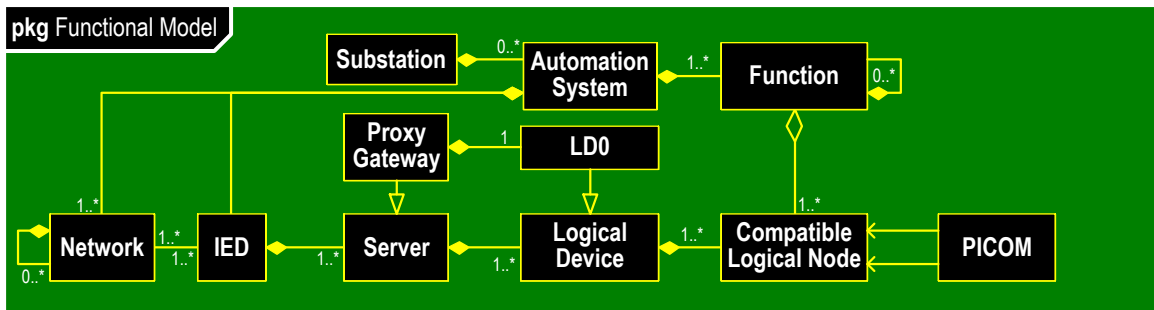 pkg Functional Model
Substation
0..*
Automation
System
1..*
Function
0..*
Proxy
Gateway
1
LD0
1..*
Network
0..*
1..*
1..*
IED
1..*
Server
1..*
Logical
Device
1..*
1..*
Compatible
Logical Node
PICOM